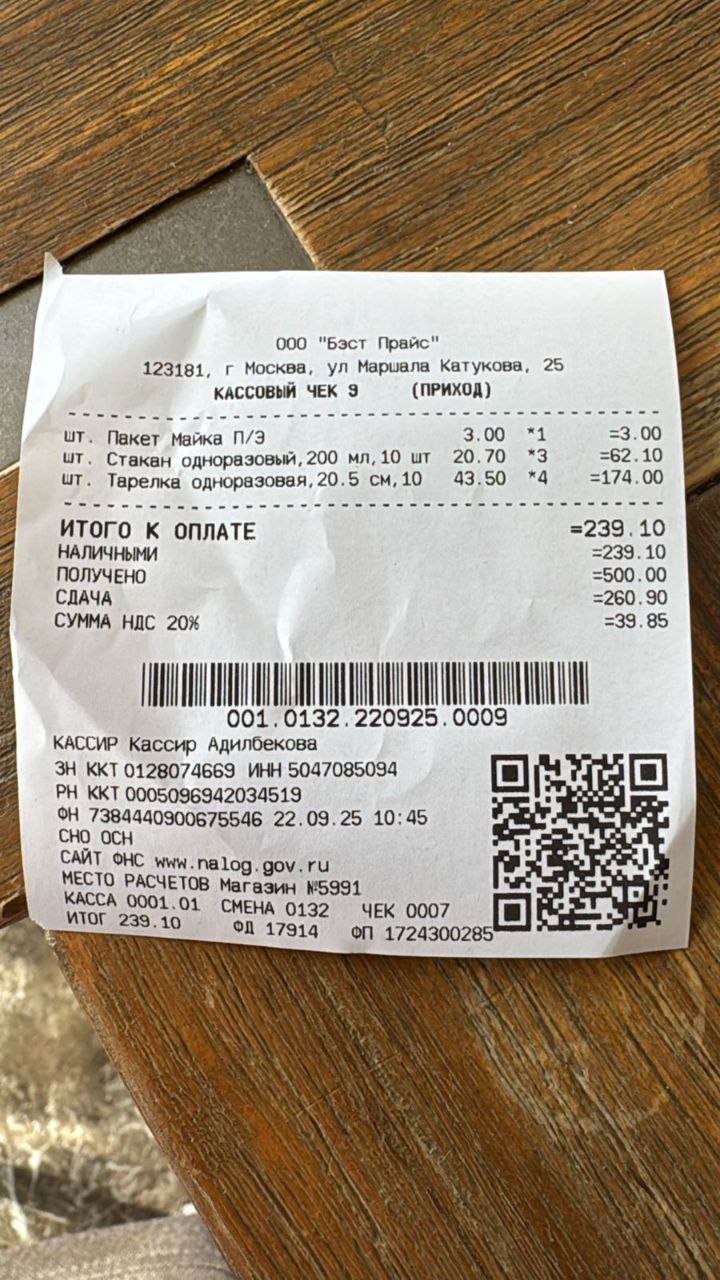 ООО "Бэст Прайс"
123181, г Москва, ул Маршала Катукова, 25
КАССОВЫЙ ЧЕК 9 (ПРИХОД)
шт. Пакет Майка П/Э 3.00 *1 =3.00
шт. Стакан одноразовый,200 мл,10 шт 20.70 *3 =62.10
шт. Тарелка одноразовая,20.5 см,10 43.50 *4 =174.00
ИТОГО К ОПЛАТЕ =239.10
НАЛИЧНЫМИ =239.10
ПОЛУЧЕНО =500.00
СДАЧА =260.90
СУММА НДС 20% =39.85
001.0132.220925.0009
КАССИР Кассир Адилбекова
ЗН ККТ 0128074669 ИНН 5047085094
РН ККТ 0005096942034519
ФН 7384440900675546 22.09.25 10:45
СНО ОСН
САЙТ ФНС www.nalog.gov.ru
МЕСТО РАСЧЕТОВ Магазин №5991
КАССА 0001.01 СМЕНА 0132 ЧЕК 0007
ИТОГ 239.10 ФД 17914 ФП 1724300285